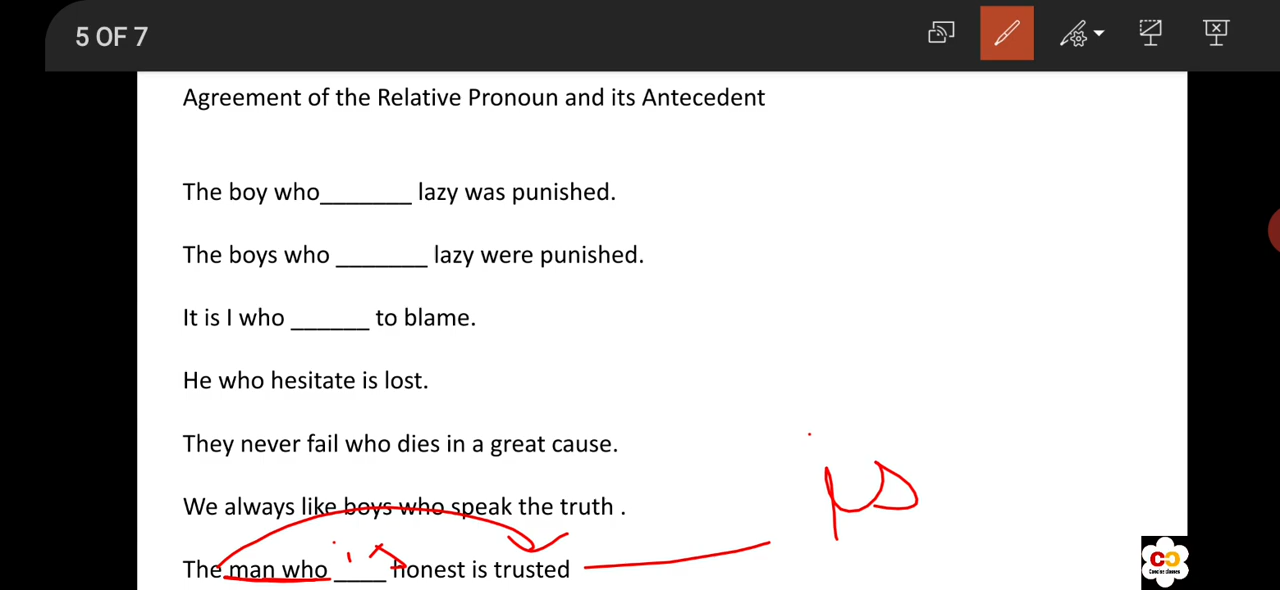 5 OF 7
Agreement of the Relative Pronoun and its Antecedent
The boy who_______ lazy was punished.
The boys who _______ lazy were punished.
It is I who ______ to blame.
He who hesitate is lost.
They never fail who dies in a great cause.
We always like boys who speak the truth .
is
The man who ____ honest is trusted
is
CO